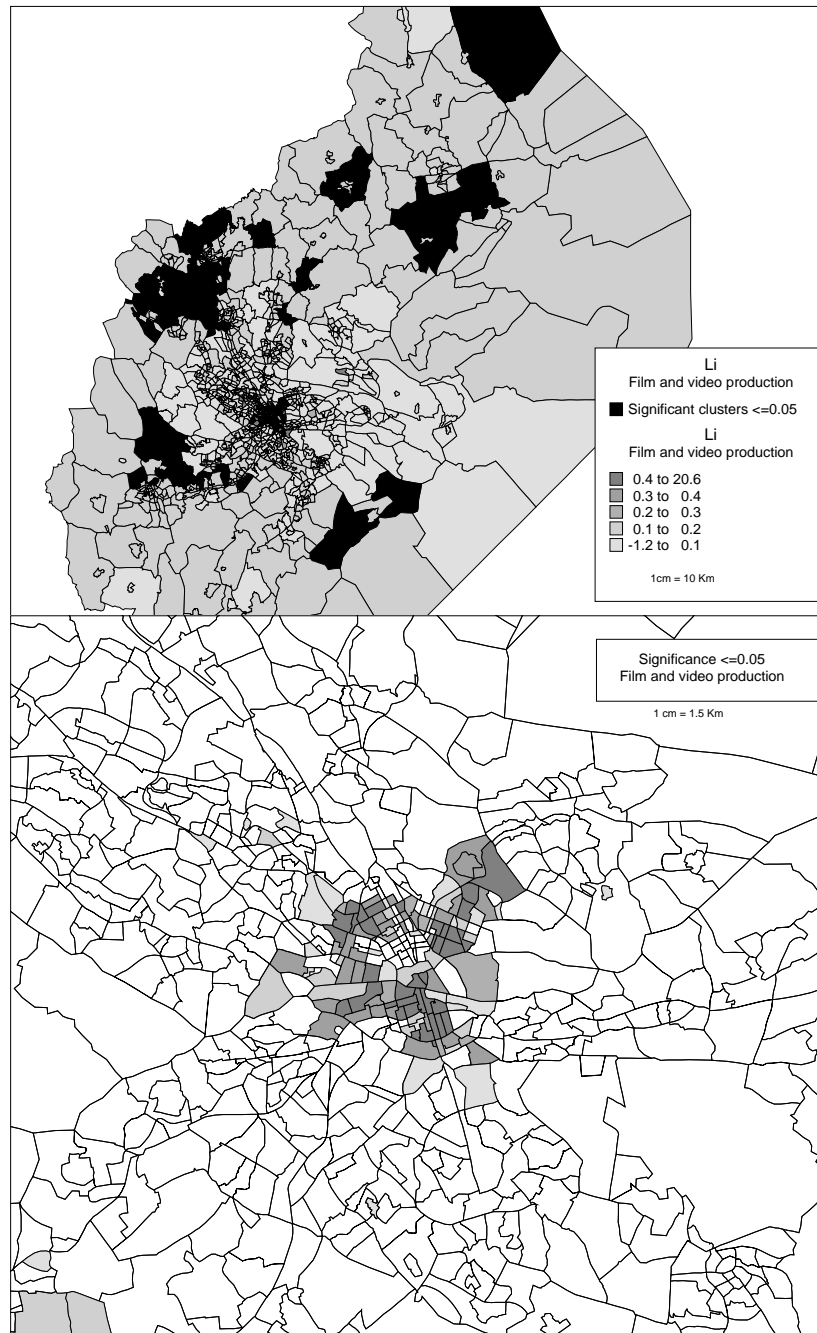 Li
Film and video production
Significant clusters <=0.05
Li
Film and video production
0.4 to 20.6
0.3 to 0.4
0.2 to 0.3
0.1 to 0.2
-1.2 to 0.1
1cm = 10 Km
Significance <=0.05
Film and video production
1 cm = 1.5 Km